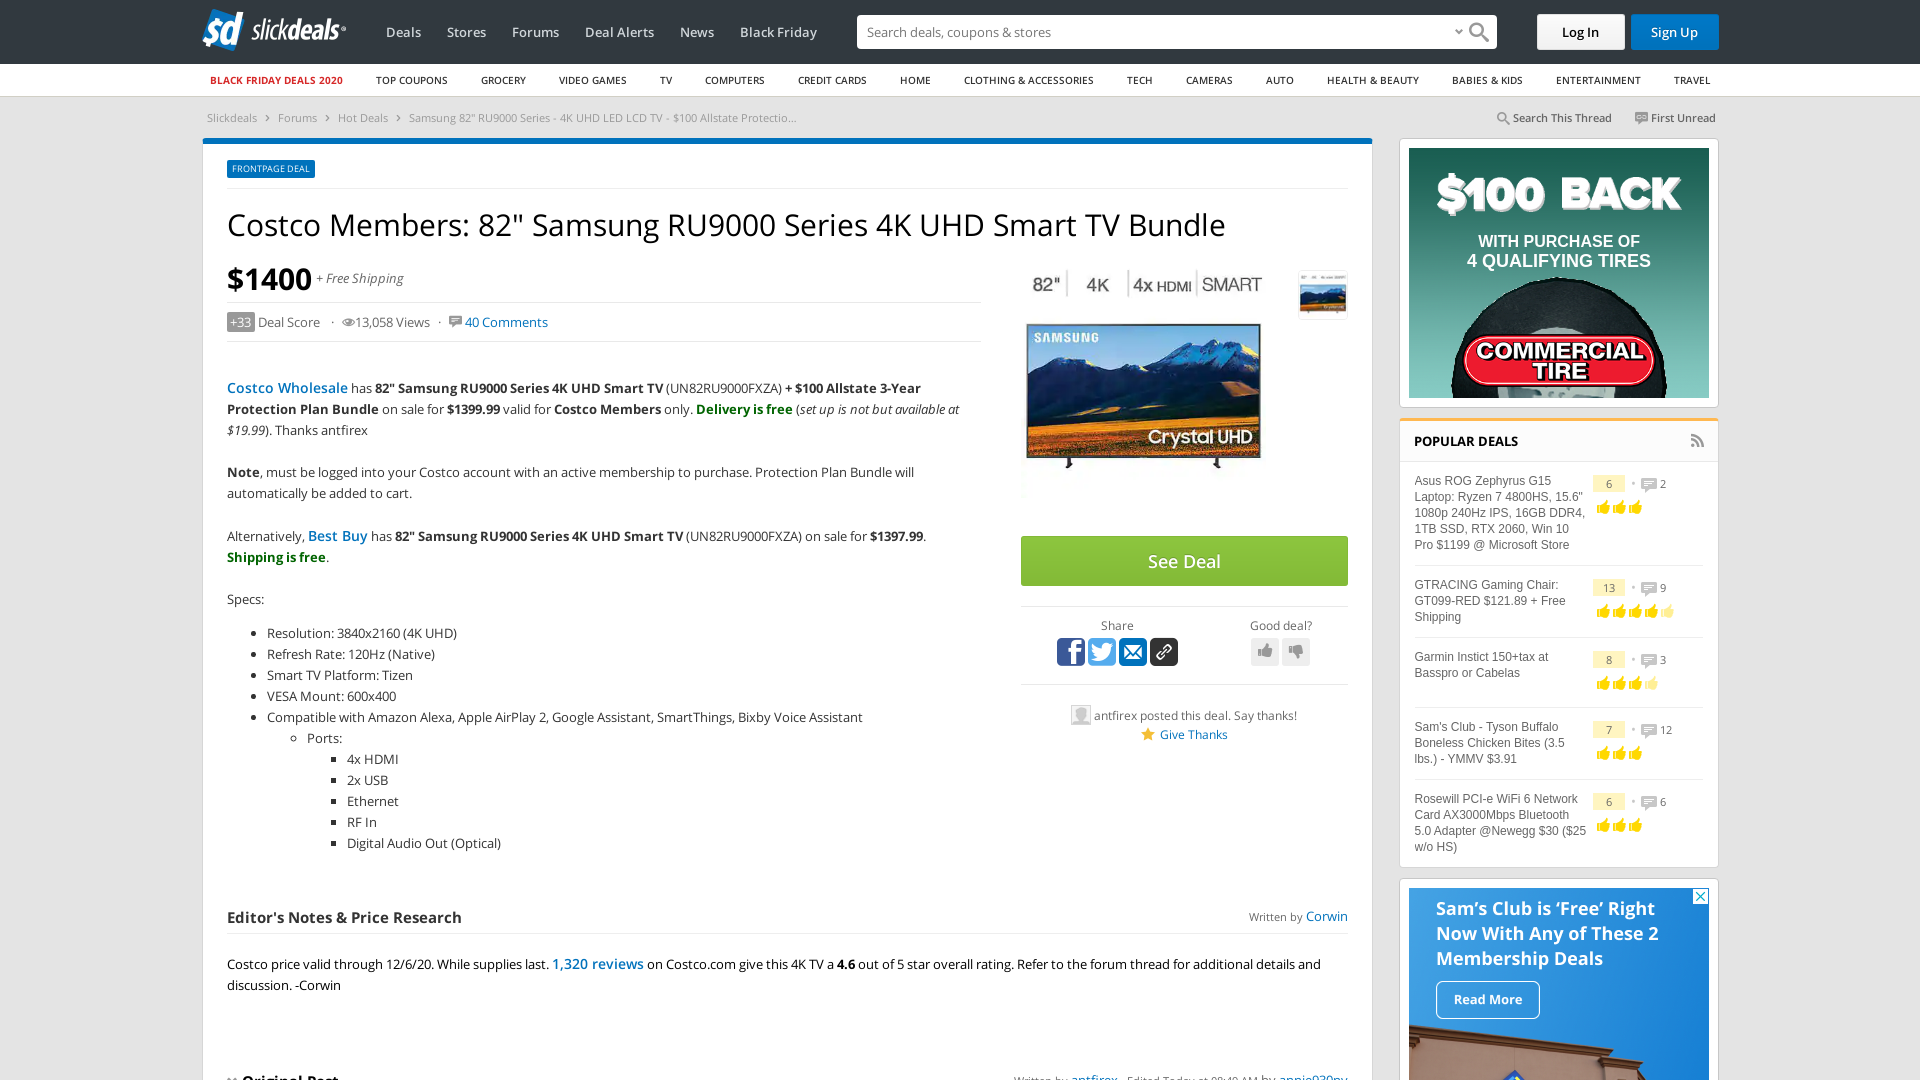 slickdeals
Deals Stores Forums Deal Alerts News Black Friday
Search deals, coupons & stores
Log In Sign Up
BLACK FRIDAY DEALS 2020 TOP COUPONS GROCERY VIDEO GAMES TV COMPUTERS CREDIT CARDS HOME CLOTHING & ACCESSORIES TECH CAMERAS AUTO HEALTH & BEAUTY BABIES & KIDS ENTERTAINMENT TRAVEL
Slickdeals › Forums › Hot Deals › Samsung 82" RU9000 Series - 4K UHD LED LCD TV - $100 Allstate Protectio...
Search This Thread First Unread
FRONTPAGE DEAL
Costco Members: 82" Samsung RU9000 Series 4K UHD Smart TV Bundle
$1400 + Free Shipping
+33 Deal Score · 13,058 Views · 40 Comments
Costco Wholesale has 82" Samsung RU9000 Series 4K UHD Smart TV (UN82RU9000FXZA) + $100 Allstate 3-Year
Protection Plan Bundle on sale for $1399.99 valid for Costco Members only. Delivery is free (set up is not but available at
$19.99). Thanks antfirex
Note, must be logged into your Costco account with an active membership to purchase. Protection Plan Bundle will
automatically be added to cart.
Alternatively, Best Buy has 82" Samsung RU9000 Series 4K UHD Smart TV (UN82RU9000FXZA) on sale for $1397.99.
Shipping is free.
Specs:
Resolution: 3840x2160 (4K UHD)
Refresh Rate: 120Hz (Native)
Smart TV Platform: Tizen
VESA Mount: 600x400
Compatible with Amazon Alexa, Apple AirPlay 2, Google Assistant, SmartThings, Bixby Voice Assistant
Ports:
4x HDMI
2x USB
Ethernet
RF In
Digital Audio Out (Optical)
82" 4K 4x HDMI SMART
SAMSUNG
Crystal UHD
See Deal
Share Good deal?
antfirex posted this deal. Say thanks!
Give Thanks
Editor's Notes & Price Research
Written by Corwin
Costco price valid through 12/6/20. While supplies last. 1,320 reviews on Costco.com give this 4K TV a 4.6 out of 5 star overall rating. Refer to the forum thread for additional details and
discussion. -Corwin
Original Post
Written by antfirex Edited Today at 08:40 AM by annie030ny
$100 BACK
WITH PURCHASE OF
4 QUALIFYING TIRES
COMMERCIAL
TIRE
POPULAR DEALS
Asus ROG Zephyrus G15
Laptop: Ryzen 7 4800HS, 15.6"
1080p 240Hz IPS, 16GB DDR4,
1TB SSD, RTX 2060, Win 10
Pro $1199 @ Microsoft Store
6 • 2
GTRACING Gaming Chair:
GT099-RED $121.89 + Free
Shipping
13 • 9
Garmin Instict 150+tax at
Basspro or Cabelas
8 • 3
Sam's Club - Tyson Buffalo
Boneless Chicken Bites (3.5
lbs.) - YMMV $3.91
7 • 12
Rosewill PCI-e WiFi 6 Network
Card AX3000Mbps Bluetooth
5.0 Adapter @Newegg $30 ($25
w/o HS)
6 • 6
Sam's Club is ‘Free’ Right
Now With Any of These 2
Membership Deals
Read More